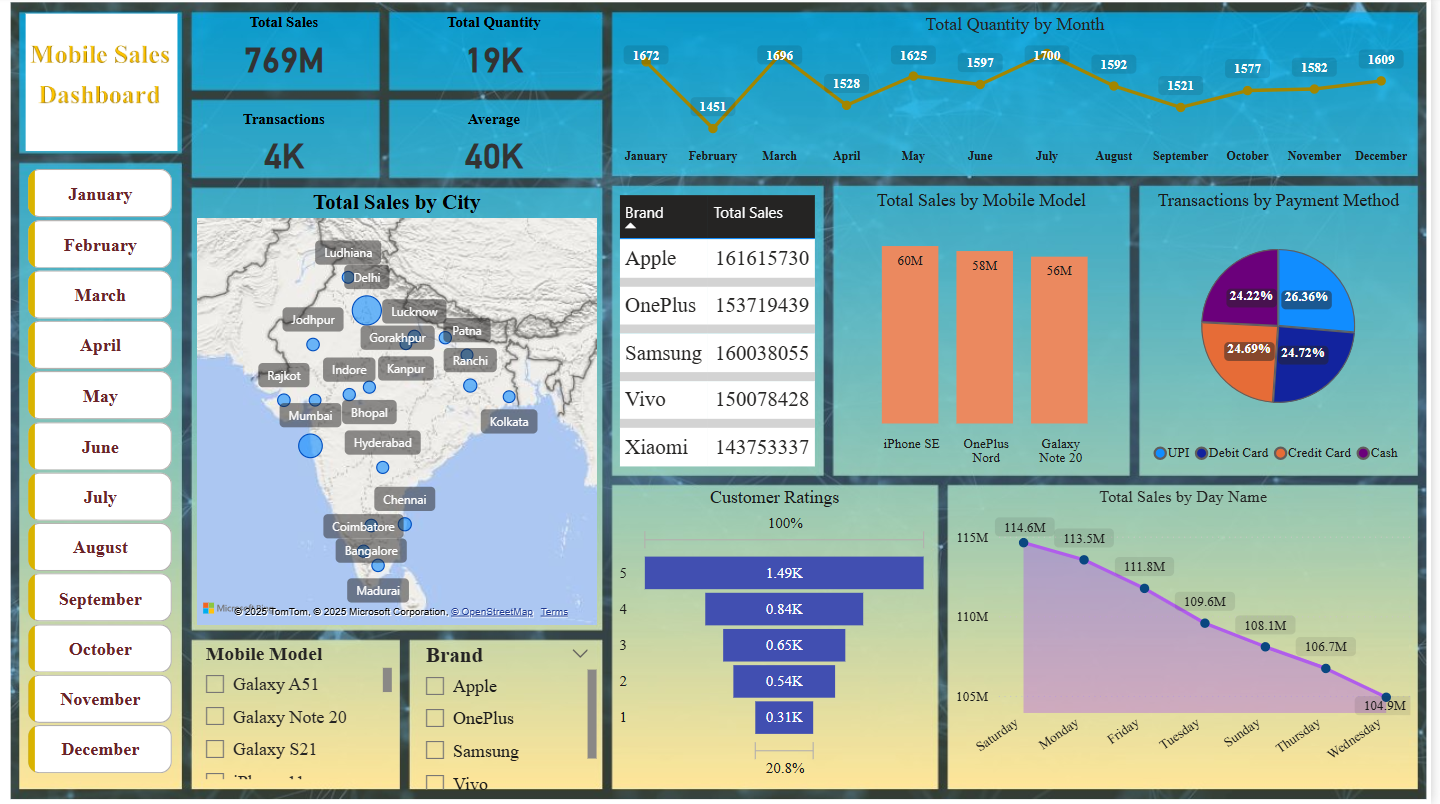 Mobile Sales
Dashboard
Total Sales
769M
Total Quantity
19K
Transactions
4K
Average
40K
Total Quantity by Month
1672
1451
1696
1528
1625
1597
1700
1592
1521
1577
1582
1609
January
February
March
April
May
June
July
August
September
October
November
December
January
February
March
April
May
June
July
August
September
October
November
December
Total Sales by City
Ludhiana
Delhi
Jodhpur
Lucknow
Gorakhpur
Patna
Rajkot
Indore
Kanpur
Ranchi
Mumbai
Bhopal
Kolkata
Hyderabad
Chennai
Coimbatore
Bangalore
Madurai
© 2025 TomTom, © 2025 Microsoft Corporation, © OpenStreetMap Terms
Brand Total Sales
Apple 161615730
OnePlus 153719439
Samsung 160038055
Vivo 150078428
Xiaomi 143753337
Total Sales by Mobile Model
60M
58M
56M
iPhone SE
OnePlus
Nord
Galaxy
Note 20
Transactions by Payment Method
24.22%
26.36%
24.69%
24.72%
UPI Debit Card Credit Card Cash
Mobile Model
Galaxy A51
Galaxy Note 20
Galaxy S21
Brand
Apple
OnePlus
Samsung
Vivo
Customer Ratings
100%
5 1.49K
4 0.84K
3 0.65K
2 0.54K
1 0.31K
20.8%
Total Sales by Day Name
115M
110M
105M
114.6M
113.5M
111.8M
109.6M
108.1M
106.7M
104.9M
Saturday
Monday
Friday
Tuesday
Sunday
Thursday
Wednesday